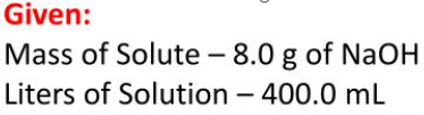 Given:
Mass of Solute – 8.0 g of NaOH
Liters of Solution – 400.0 mL